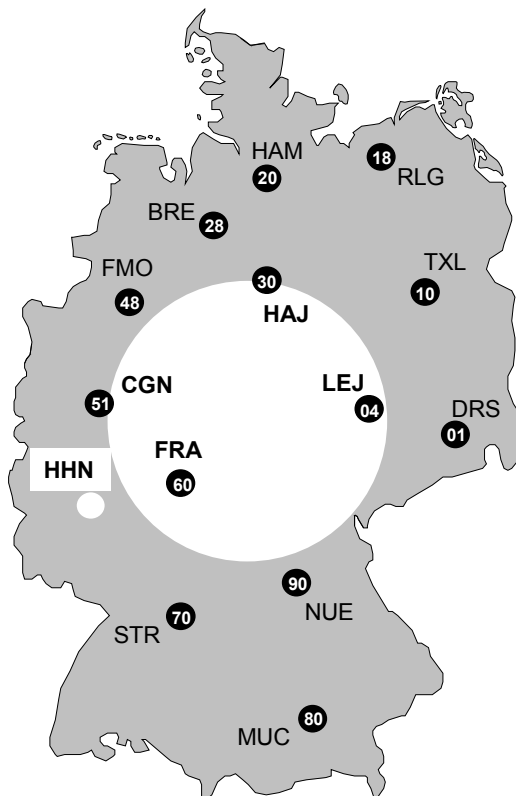 HAM
20
18
RLG
BRE
28
FMO
48
30
HAJ
TXL
10
CGN
51
LEJ
04
DRS
01
HHN
FRA
60
90
NUE
STR
70
MUC
80